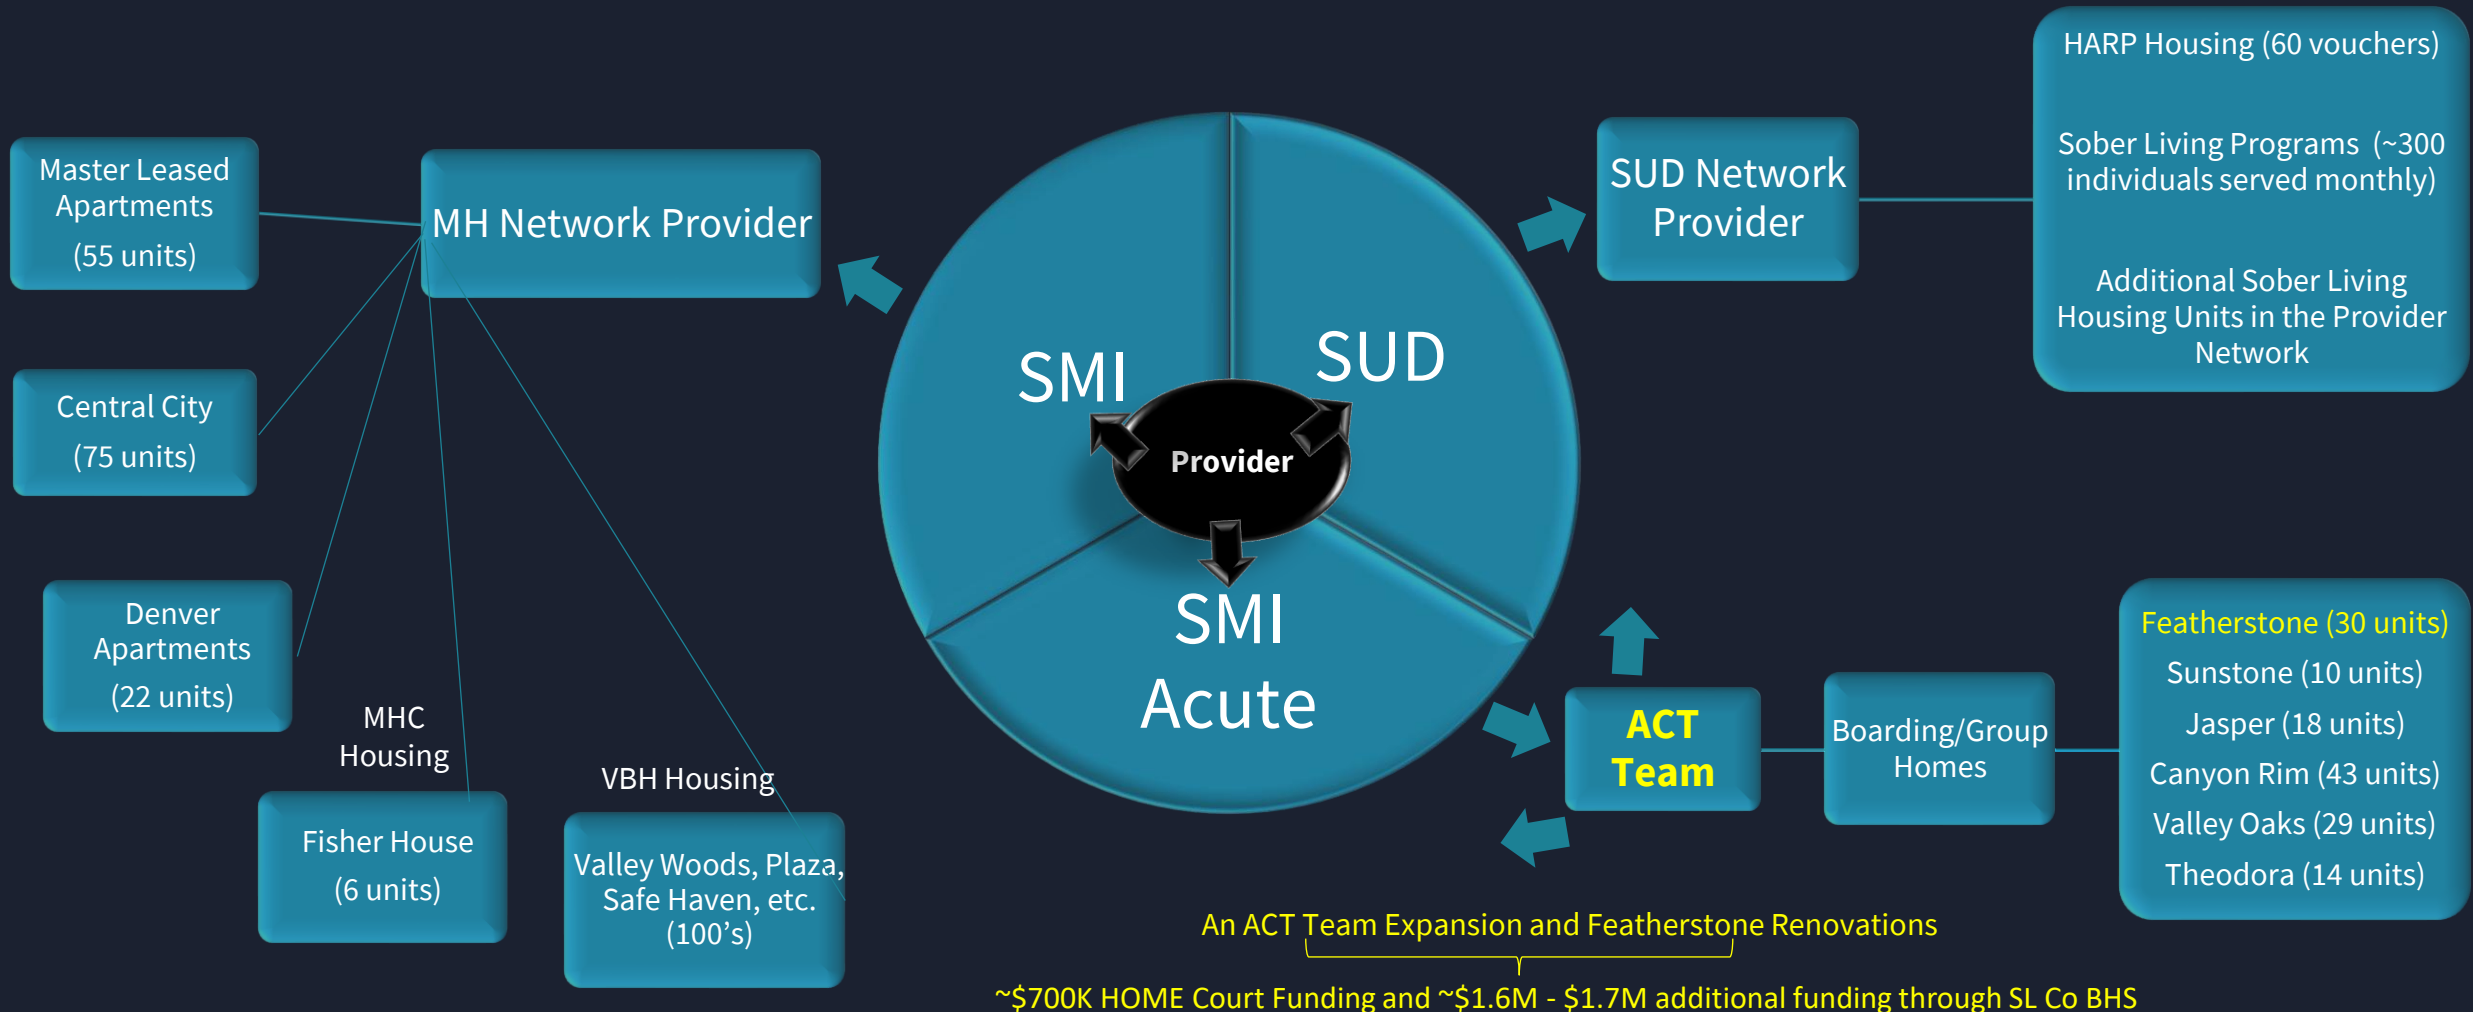 Master Leased
Apartments
(55 units)
Central City
(75 units)
Denver
Apartments
(22 units)
MHC
Housing
Fisher House
(6 units)
VBH Housing
Valley Woods, Plaza,
Safe Haven, etc.
(100’s)
MH Network Provider
SMI
SUD
Provider
SMI
Acute
SUD Network
Provider
HARP Housing (60 vouchers)
Sober Living Programs (~300
individuals served monthly)
Additional Sober Living
Housing Units in the Provider
Network
ACT
Team
Boarding/Group
Homes
Featherstone (30 units)
Sunstone (10 units)
Jasper (18 units)
Canyon Rim (43 units)
Valley Oaks (29 units)
Theodora (14 units)
An ACT Team Expansion and Featherstone Renovations
~$700K HOME Court Funding and ~$1.6M - $1.7M additional funding through SL Co BHS